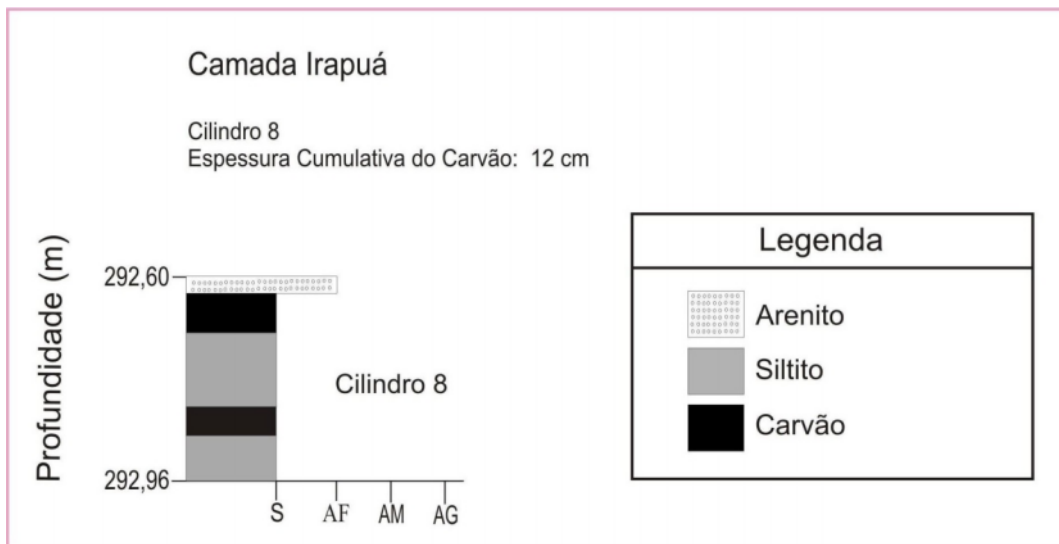 Camada Irapuá
Cilindro 8
Espessura Cumulativa do Carvão: 12 cm
Profundidade (m)
292,60
Cilindro 8
292,96
S AF AM AG
Legenda
Arenito
Siltito
Carvão